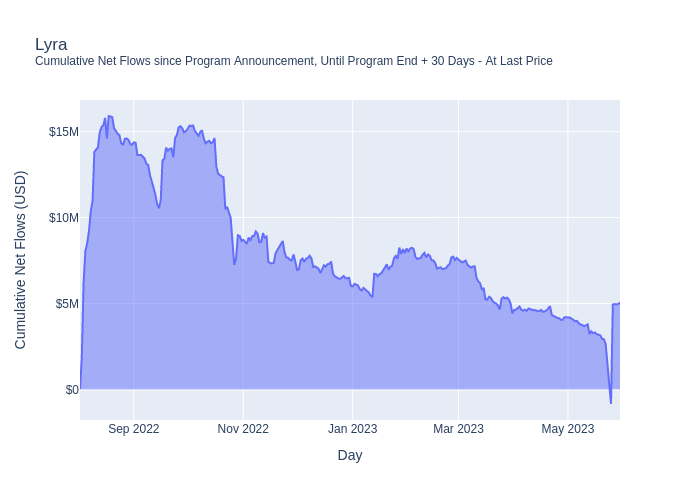 Lyra
Cumulative Net Flows since Program Announcement, Until Program End + 30 Days - At Last Price
Cumulative Net Flows (USD)
$15M
$10M
$5M
$0
Sep 2022
Nov 2022
Jan 2023
Mar 2023
May 2023
Day